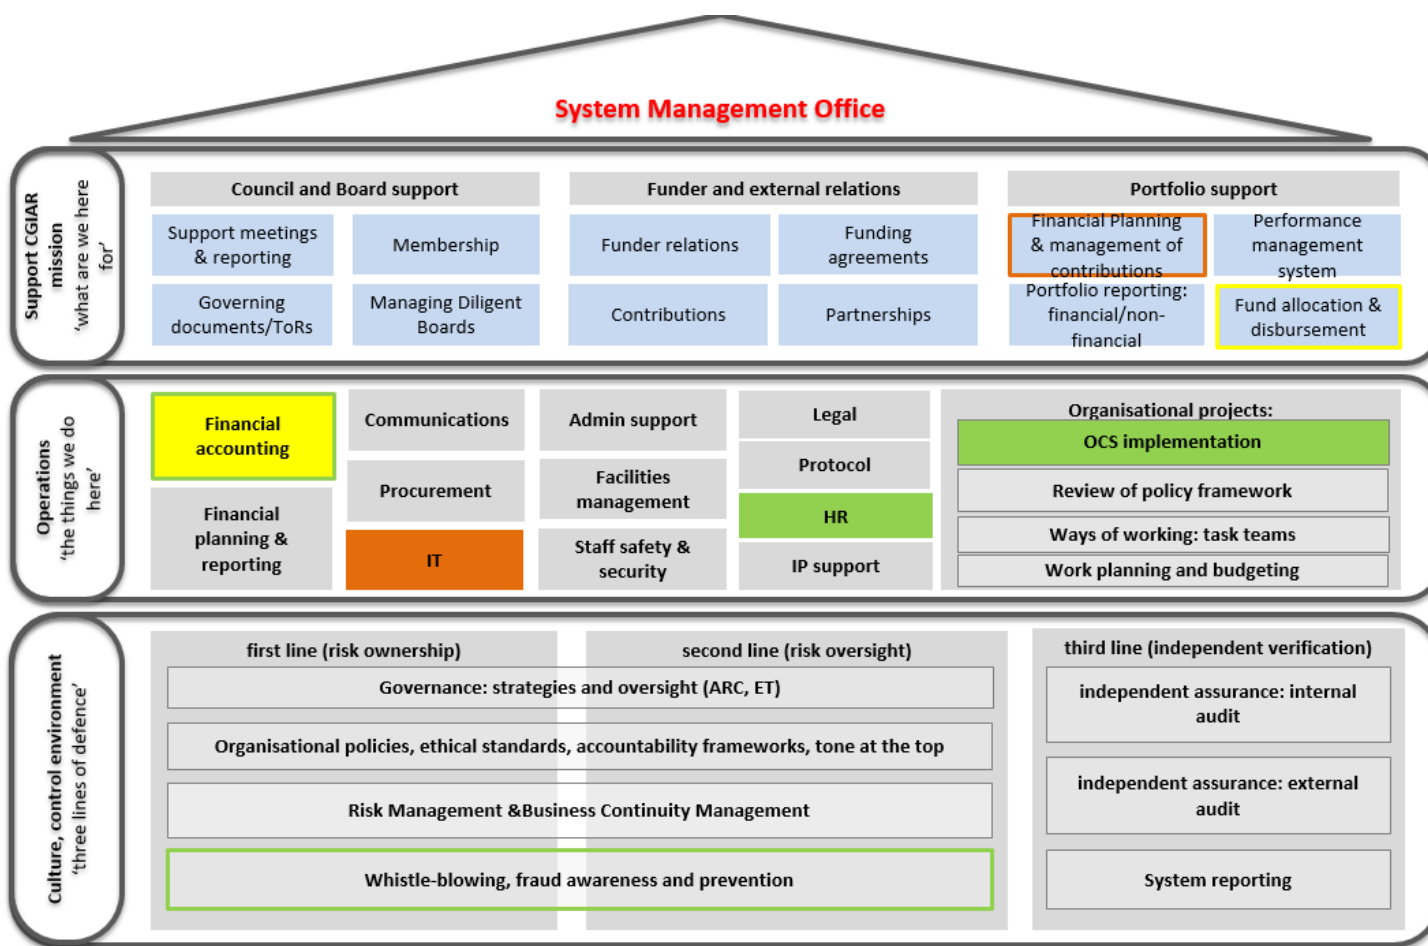 System Management Office
Support CGIAR
mission
‘what are we here
for’
Council and Board support
Support meetings
& reporting
Membership
Governing
documents/ToRs
Managing Diligent
Boards
Funder and external relations
Funder relations
Funding
agreements
Contributions
Partnerships
Portfolio support
Financial Planning
& management of
contributions
Performance
management
system
Portfolio reporting:
financial/non-
financial
Fund allocation &
disbursement
Operations
‘the things we do
here’
Financial
accounting
Financial
planning &
reporting
Communications
Procurement
IT
Admin support
Facilities
management
Staff safety &
security
Legal
Protocol
HR
IP support
Organisational projects:
OCS implementation
Review of policy framework
Ways of working: task teams
Work planning and budgeting
Culture, control environment
‘three lines of defence’
first line (risk ownership)
second line (risk oversight)
Governance: strategies and oversight (ARC, ET)
Organisational policies, ethical standards, accountability frameworks, tone at the top
Risk Management &Business Continuity Management
Whistle-blowing, fraud awareness and prevention
third line (independent verification)
independent assurance: internal
audit
independent assurance: external
audit
System reporting